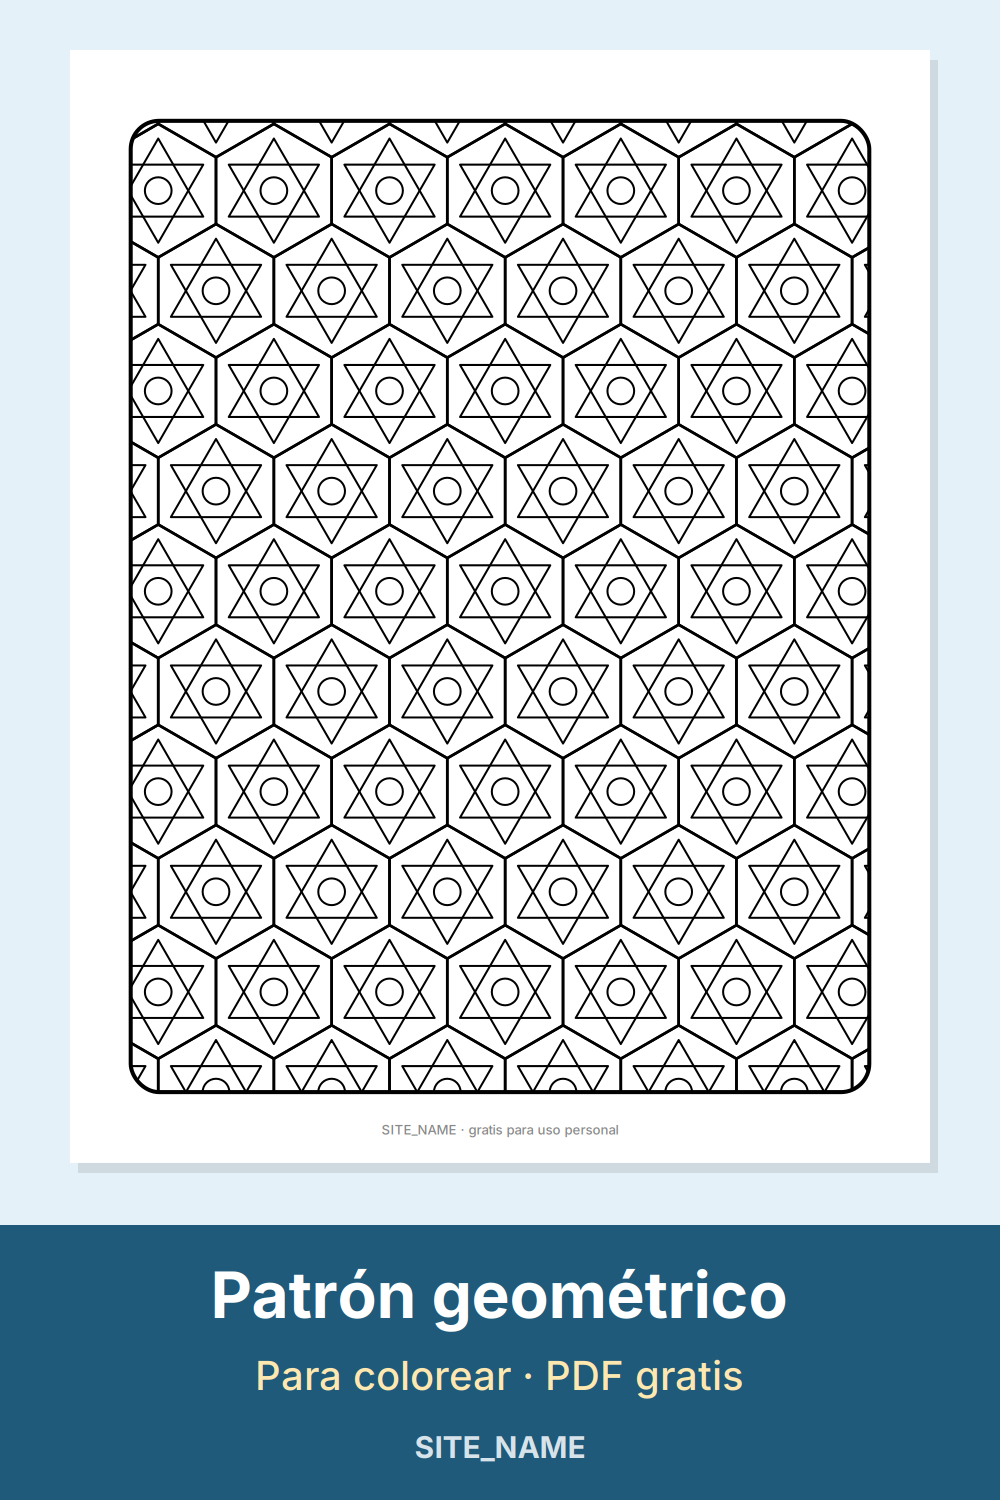 SITE_NAME · gratis para uso personal
Patrón geométrico
Para colorear · PDF gratis
SITE_NAME